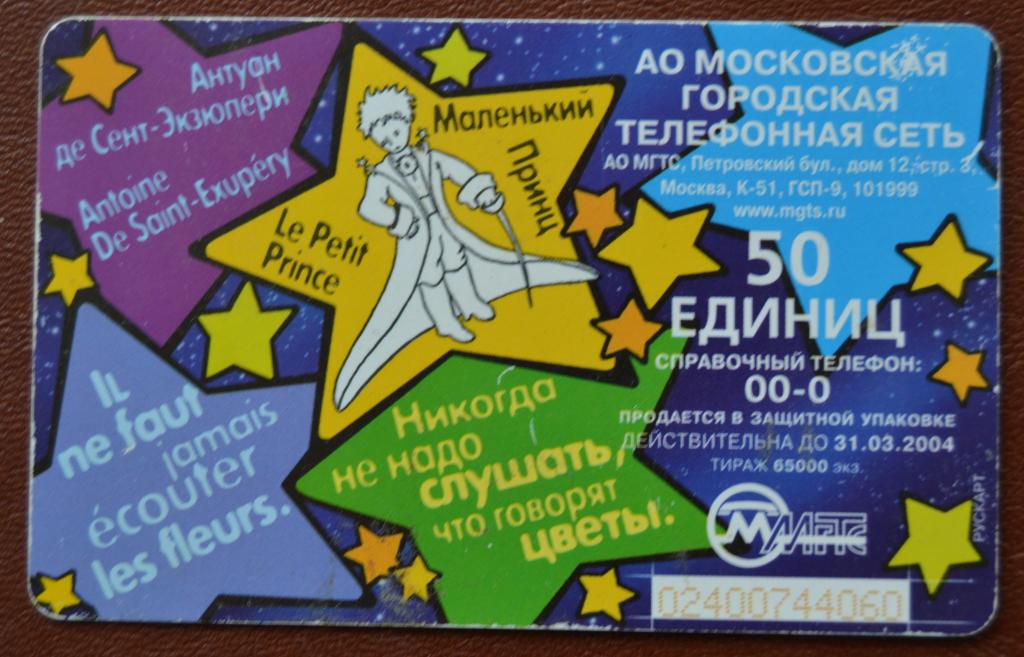 Антуан
де Сент-Экзюпери
Antoine
De Saint-Exupéry
Маленький
Принц
Le Petit
Prince
Il
ne faut
jamais
écouter
les fleurs.
Никогда
не надо
слушать,
что говорят
цветы.
АО МОСКОВСКАЯ
ГОРОДСКАЯ
ТЕЛЕФОННАЯ СЕТЬ
АО МГТС, Петровский бул., дом 12, стр. 3,
Москва, К-51, ГСП-9, 101999
www.mgts.ru
50
ЕДИНИЦ
СПРАВОЧНЫЙ ТЕЛЕФОН:
00-0
ПРОДАЕТСЯ В ЗАЩИТНОЙ УПАКОВКЕ
ДЕЙСТВИТЕЛЬНА ДО 31.03.2004
ТИРАЖ 65000 экз.
МГТС
02400744060
РУСКАРТ